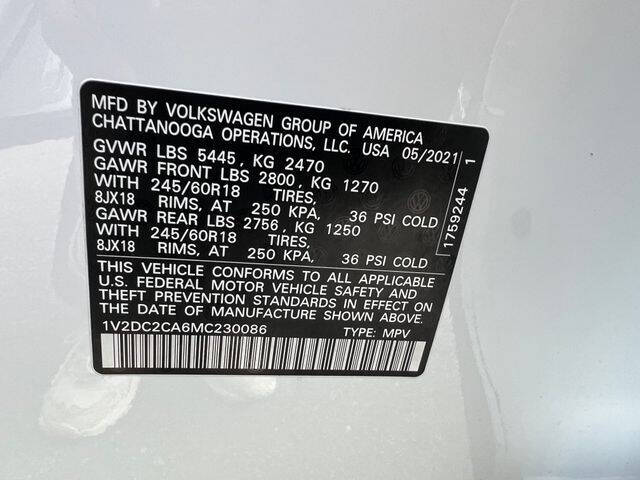 MFD BY VOLKSWAGEN GROUP OF AMERICA
CHATTANOOGA OPERATIONS, LLC. USA 05/2021
GVWR LBS 5445, KG 2470
GAWR FRONT LBS 2800, KG 1270
WITH 245/60R18 TIRES,
8JX18 RIMS, AT 250 KPA, 36 PSI COLD
GAWR REAR LBS 2756, KG 1250
WITH 245/60R18 TIRES,
8JX18 RIMS, AT 250 KPA, 36 PSI COLD
THIS VEHICLE CONFORMS TO ALL APPLICABLE
U.S. FEDERAL MOTOR VEHICLE SAFETY AND
THEFT PREVENTION STANDARDS IN EFFECT ON
THE DATE OF MANUFACTURE SHOWN ABOVE.
1V2DC2CA6MC230086 TYPE: MPV
1759244 1